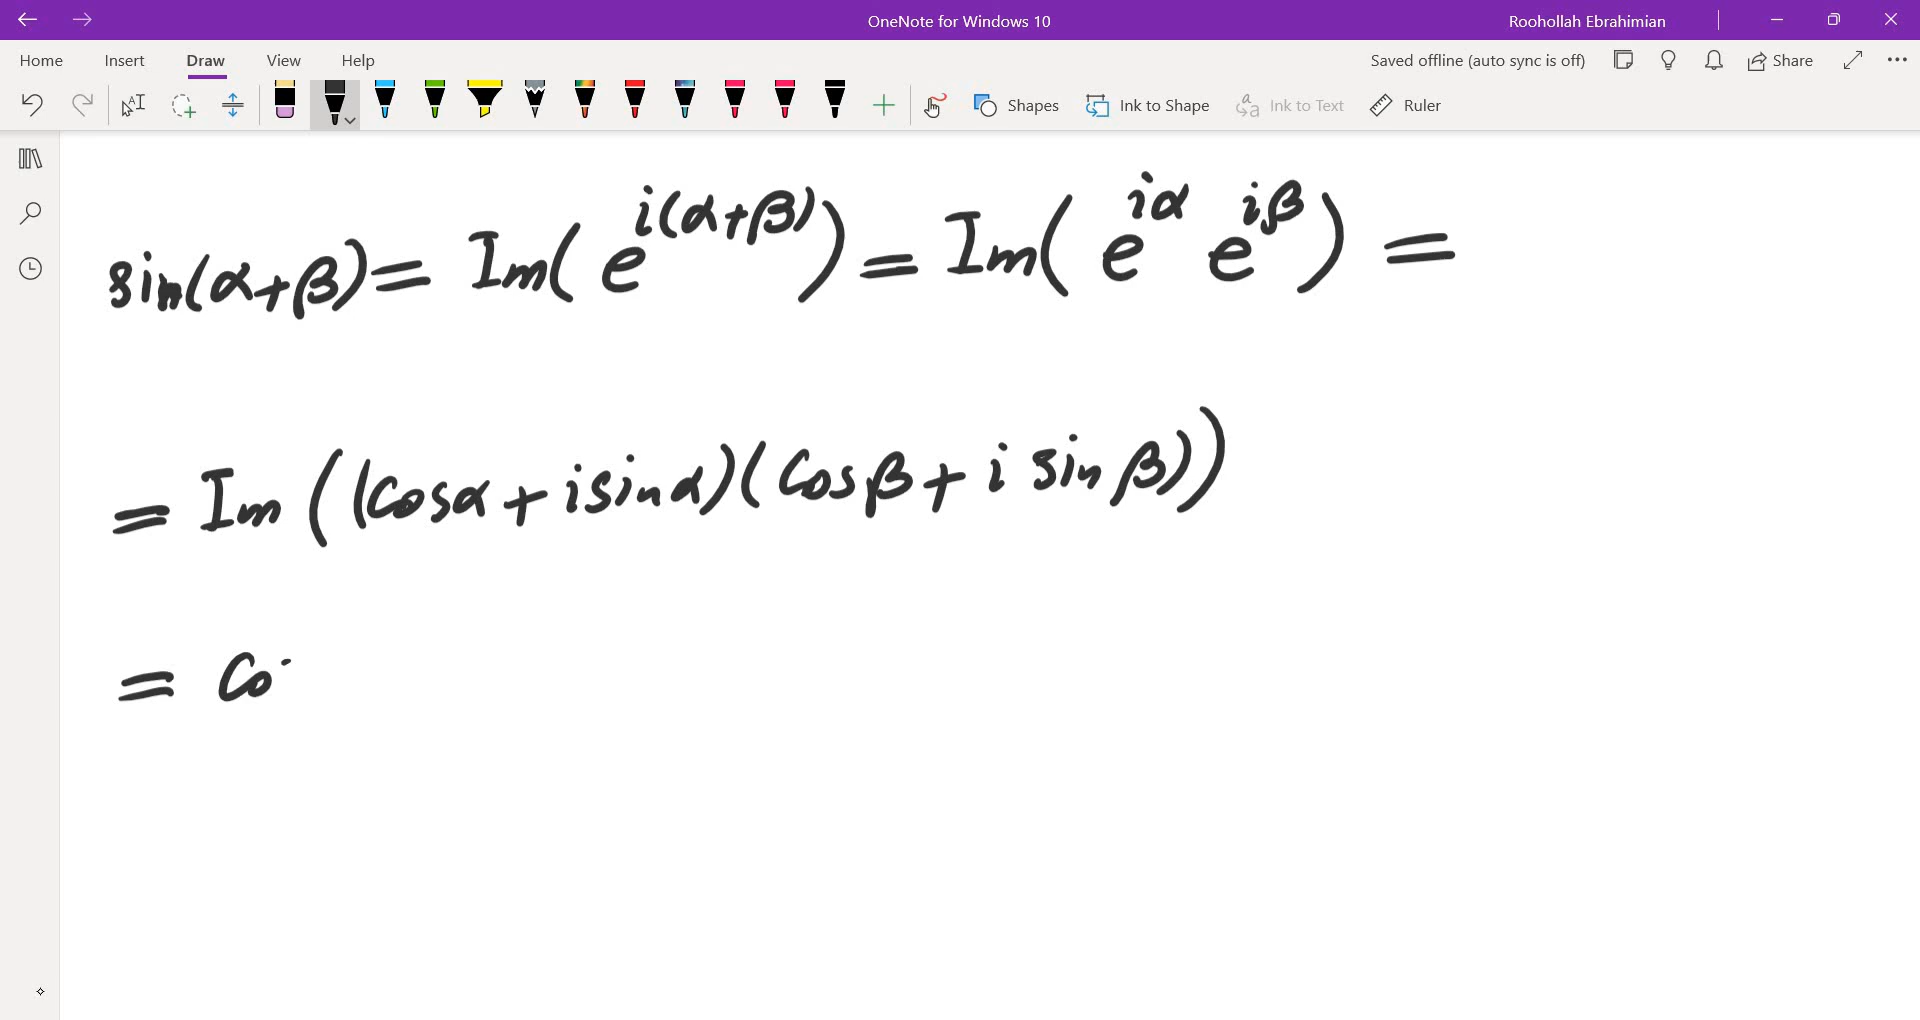 OneNote for Windows 10 Roohollah Ebrahimian
Home Insert Draw View Help Saved offline (auto sync is off) Share
Shapes Ink to Shape Ink to Text Ruler
sin(α+β)= Im( e^{i(α+β)} ) = Im( e^{iα} e^{iβ} ) =
= Im ((cosα + i sinα)(cosβ + i sinβ))
= Co